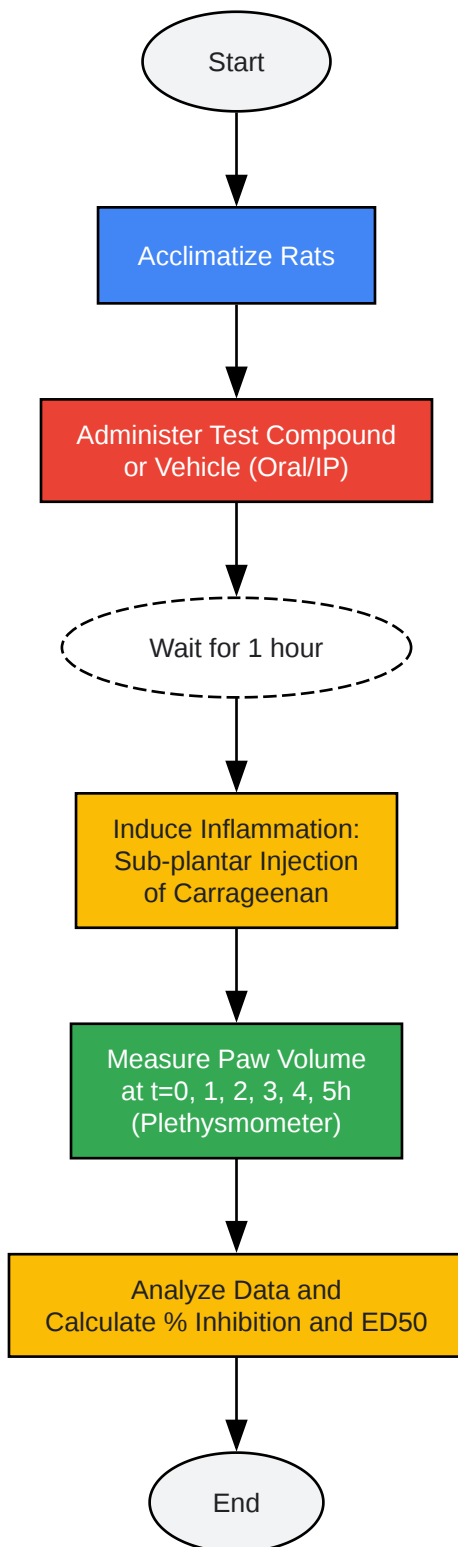 Start
Acclimatize Rats
Administer Test Compound
or Vehicle (Oral/IP)
Wait for 1 hour
Induce Inflammation:
Sub-plantar Injection
of Carrageenan
Measure Paw Volume
at t=0, 1, 2, 3, 4, 5h
(Plethysmometer)
Analyze Data and
Calculate % Inhibition and ED50
End